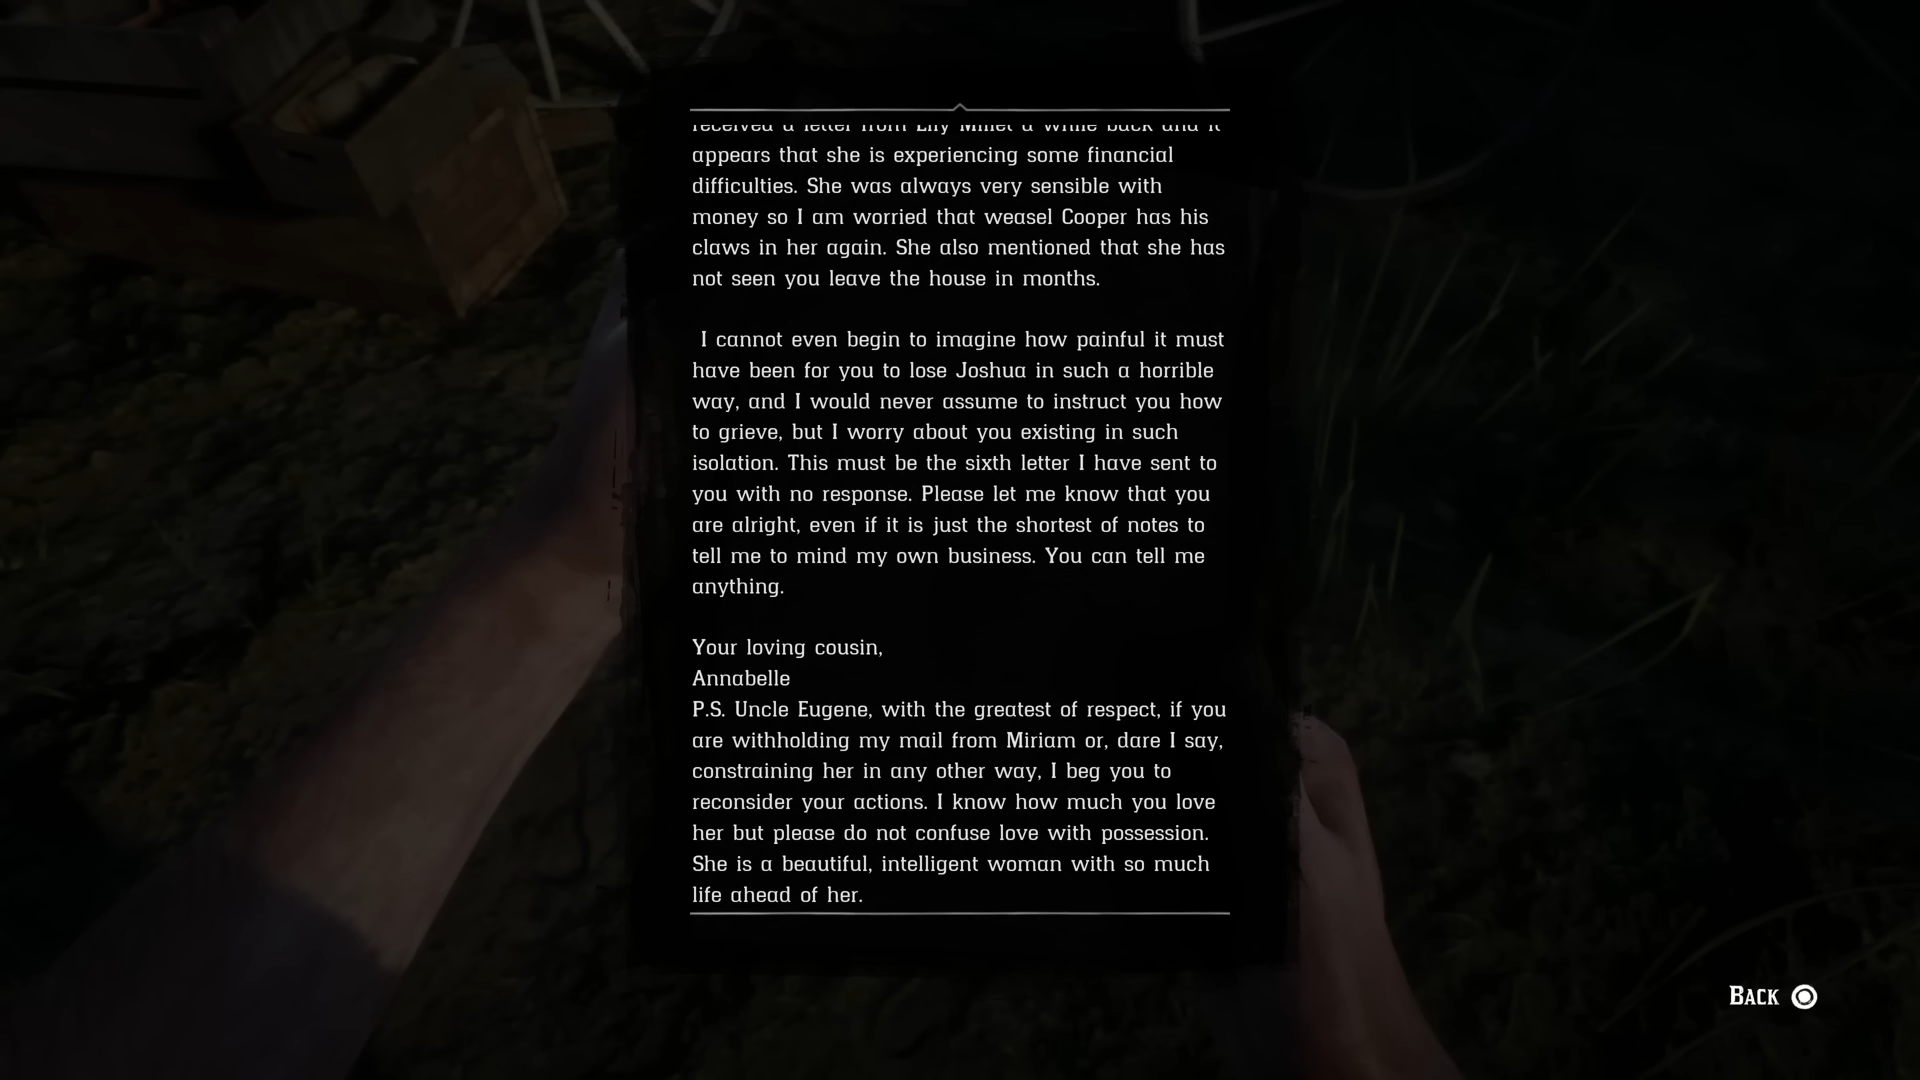 received a letter from Lily Millet a while back and it
appears that she is experiencing some financial
difficulties. She was always very sensible with
money so I am worried that weasel Cooper has his
claws in her again. She also mentioned that she has
not seen you leave the house in months.
I cannot even begin to imagine how painful it must
have been for you to lose Joshua in such a horrible
way, and I would never assume to instruct you how
to grieve, but I worry about you existing in such
isolation. This must be the sixth letter I have sent to
you with no response. Please let me know that you
are alright, even if it is just the shortest of notes to
tell me to mind my own business. You can tell me
anything.
Your loving cousin,
Annabelle
P.S. Uncle Eugene, with the greatest of respect, if you
are withholding my mail from Miriam or, dare I say,
constraining her in any other way, I beg you to
reconsider your actions. I know how much you love
her but please do not confuse love with possession.
She is a beautiful, intelligent woman with so much
life ahead of her.
Back